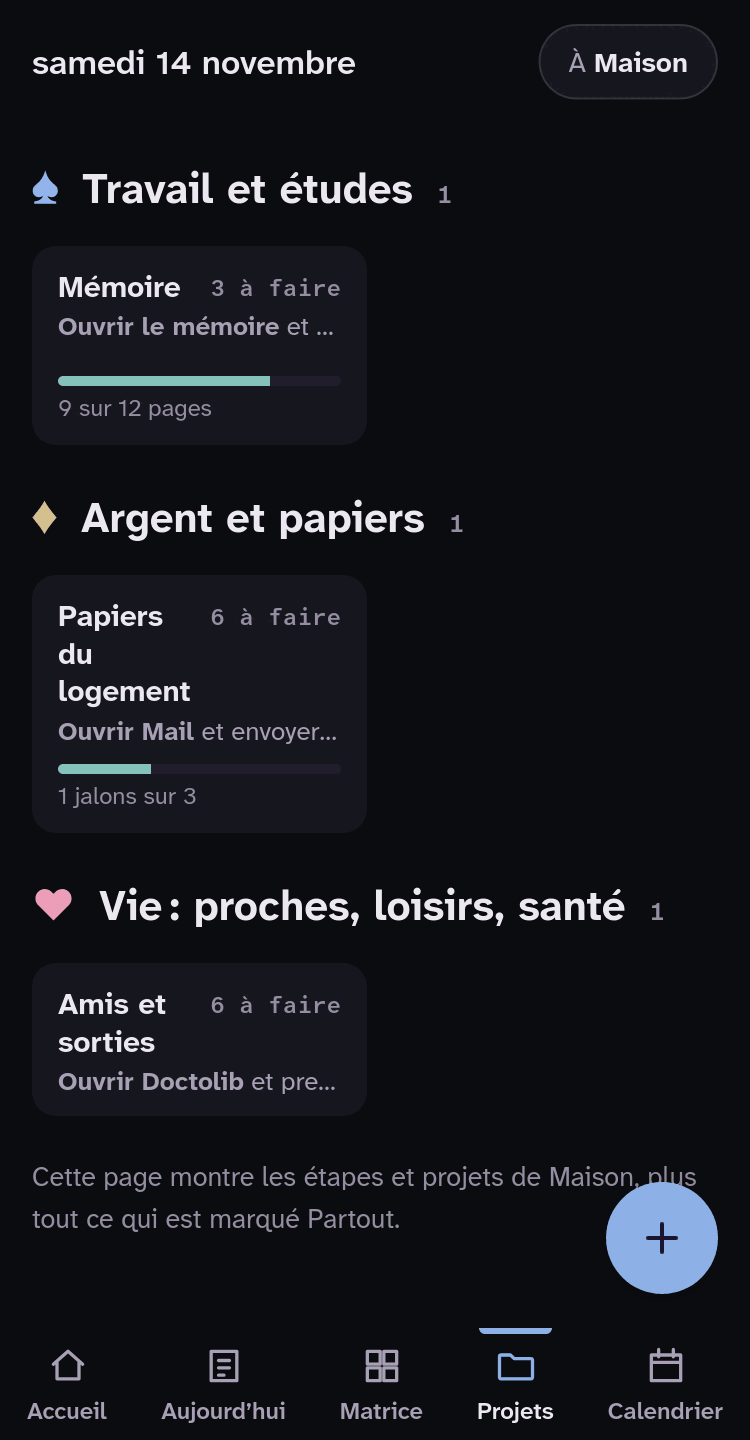 samedi 14 novembre
À Maison
Travail et études 1
Mémoire 3 à faire
Ouvrir le mémoire et ...
9 sur 12 pages
Argent et papiers 1
Papiers 6 à faire
du
logement
Ouvrir Mail et envoyer...
1 jalons sur 3
Vie : proches, loisirs, santé 1
Amis et 6 à faire
sorties
Ouvrir Doctolib et pre...
Cette page montre les étapes et projets de Maison, plus
tout ce qui est marqué Partout.
Accueil Aujourd’hui Matrice Projets Calendrier